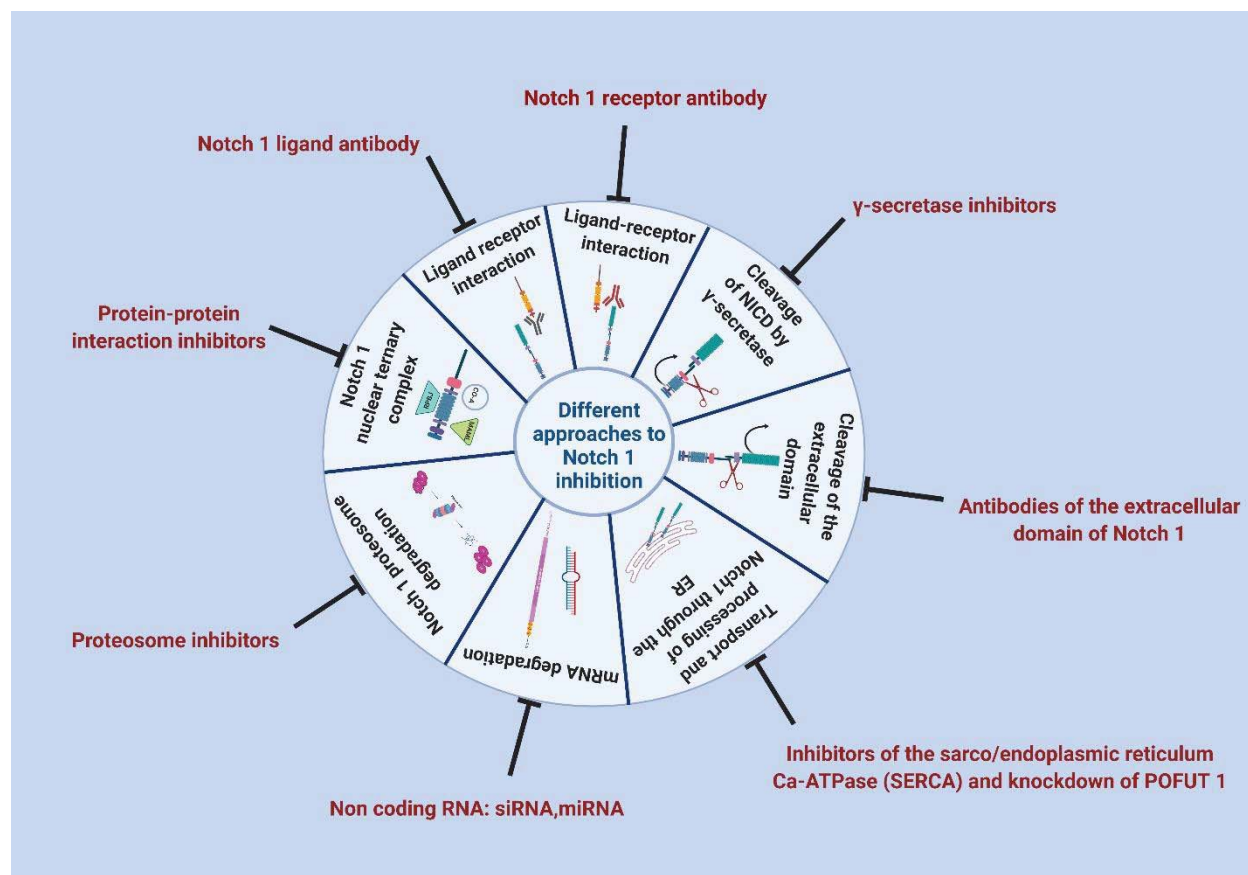 Notch 1 receptor antibody
Notch 1 ligand antibody
γ-secretase inhibitors
Protein-protein
interaction inhibitors
Antibodies of the extracellular
domain of Notch 1
Proteosome inhibitors
Inhibitors of the sarco/endoplasmic reticulum
Ca-ATPase (SERCA) and knockdown of POFUT 1
Non coding RNA: siRNA,miRNA
Ligand receptor
interaction
Ligand-receptor
interaction
Cleavage
of NICD by
γ-secretase
Cleavage of the
extracellular
domain
Transport and
processing of
Notch1 through the
ER
mRNA degradation
Notch 1 proteosome
degradation
Notch 1
nuclear ternary
complex
RPBJ
CO-A
MAML
Different
approaches to
Notch 1
inhibition